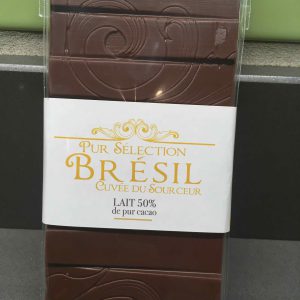 Pur Sélection
Brésil
Cuvée du Sourceur
LAIT 50%
de pur cacao